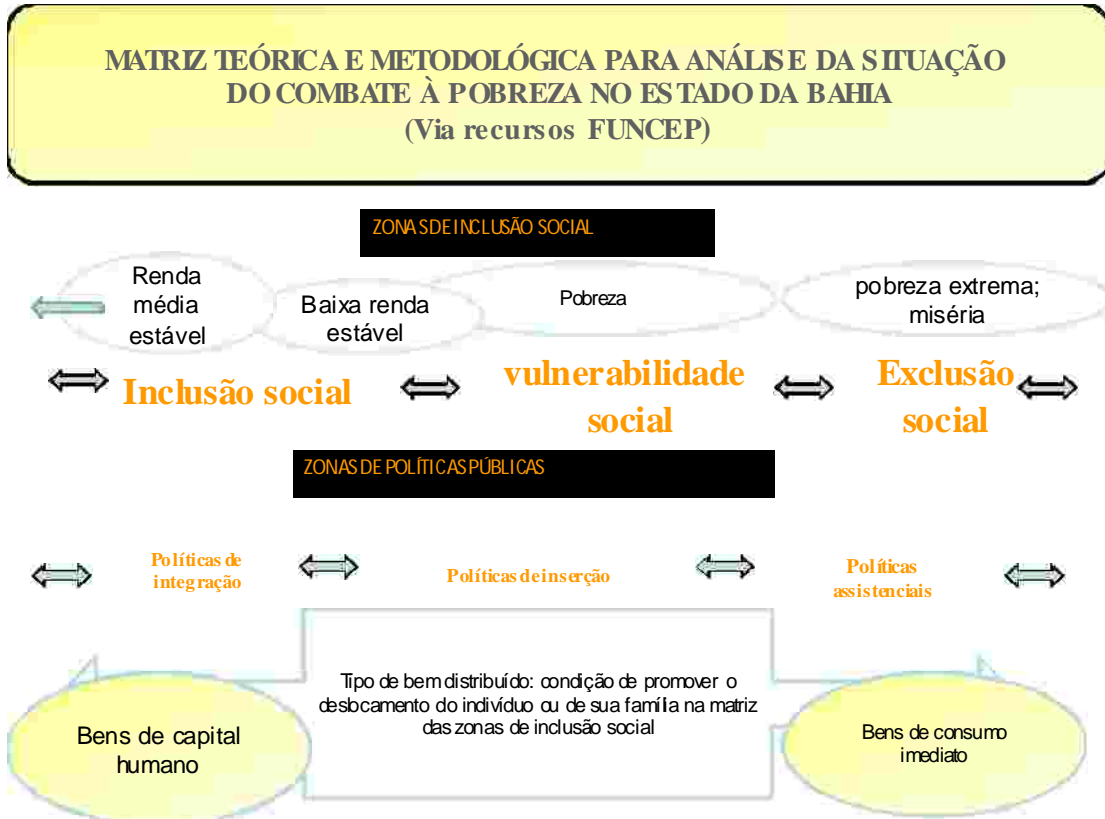 MATRIZ TEÓRICA E METODOLÓGICA PARA ANÁLISE DA SITUAÇÃO
DO COMBATE À POBREZA NO ESTADO DA BAHIA
(Via recursos FUNCEP)
ZONAS DE INCLUSÃO SOCIAL
Renda
média
estável
Baixa renda
estável
Pobreza
pobreza extrema;
miséria
Inclusão social
vulnerabilidade
social
Exclusão
social
ZONAS DE POLÍTICAS PÚBLICAS
Políticas de
integração
Políticas de inserção
Políticas
assistenciais
Tipo de bem distribuído: condição de promover o
deslocamento do indivíduo ou de sua família na matriz
das zonas de inclusão social
Bens de capital
humano
Bens de consumo
imediato